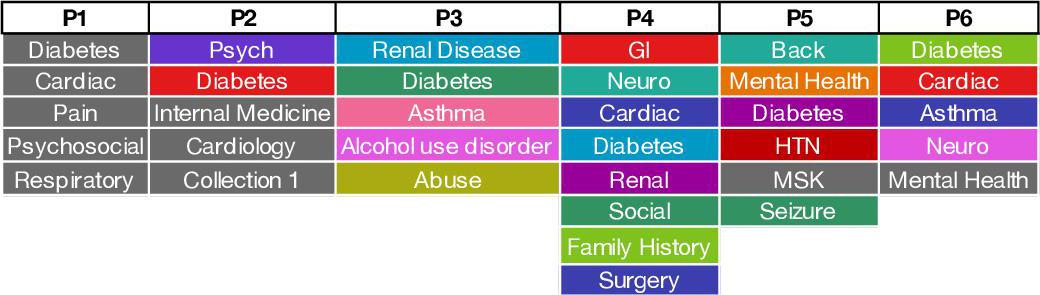 P1 P2 P3 P4 P5 P6
Diabetes Psych Renal Disease GI Back Diabetes
Cardiac Diabetes Diabetes Neuro Mental Health Cardiac
Pain Internal Medicine Asthma Cardiac Diabetes Asthma
Psychosocial Cardiology Alcohol use disorder Diabetes HTN Neuro
Respiratory Collection 1 Abuse Renal MSK Mental Health
Social Seizure
Family History
Surgery